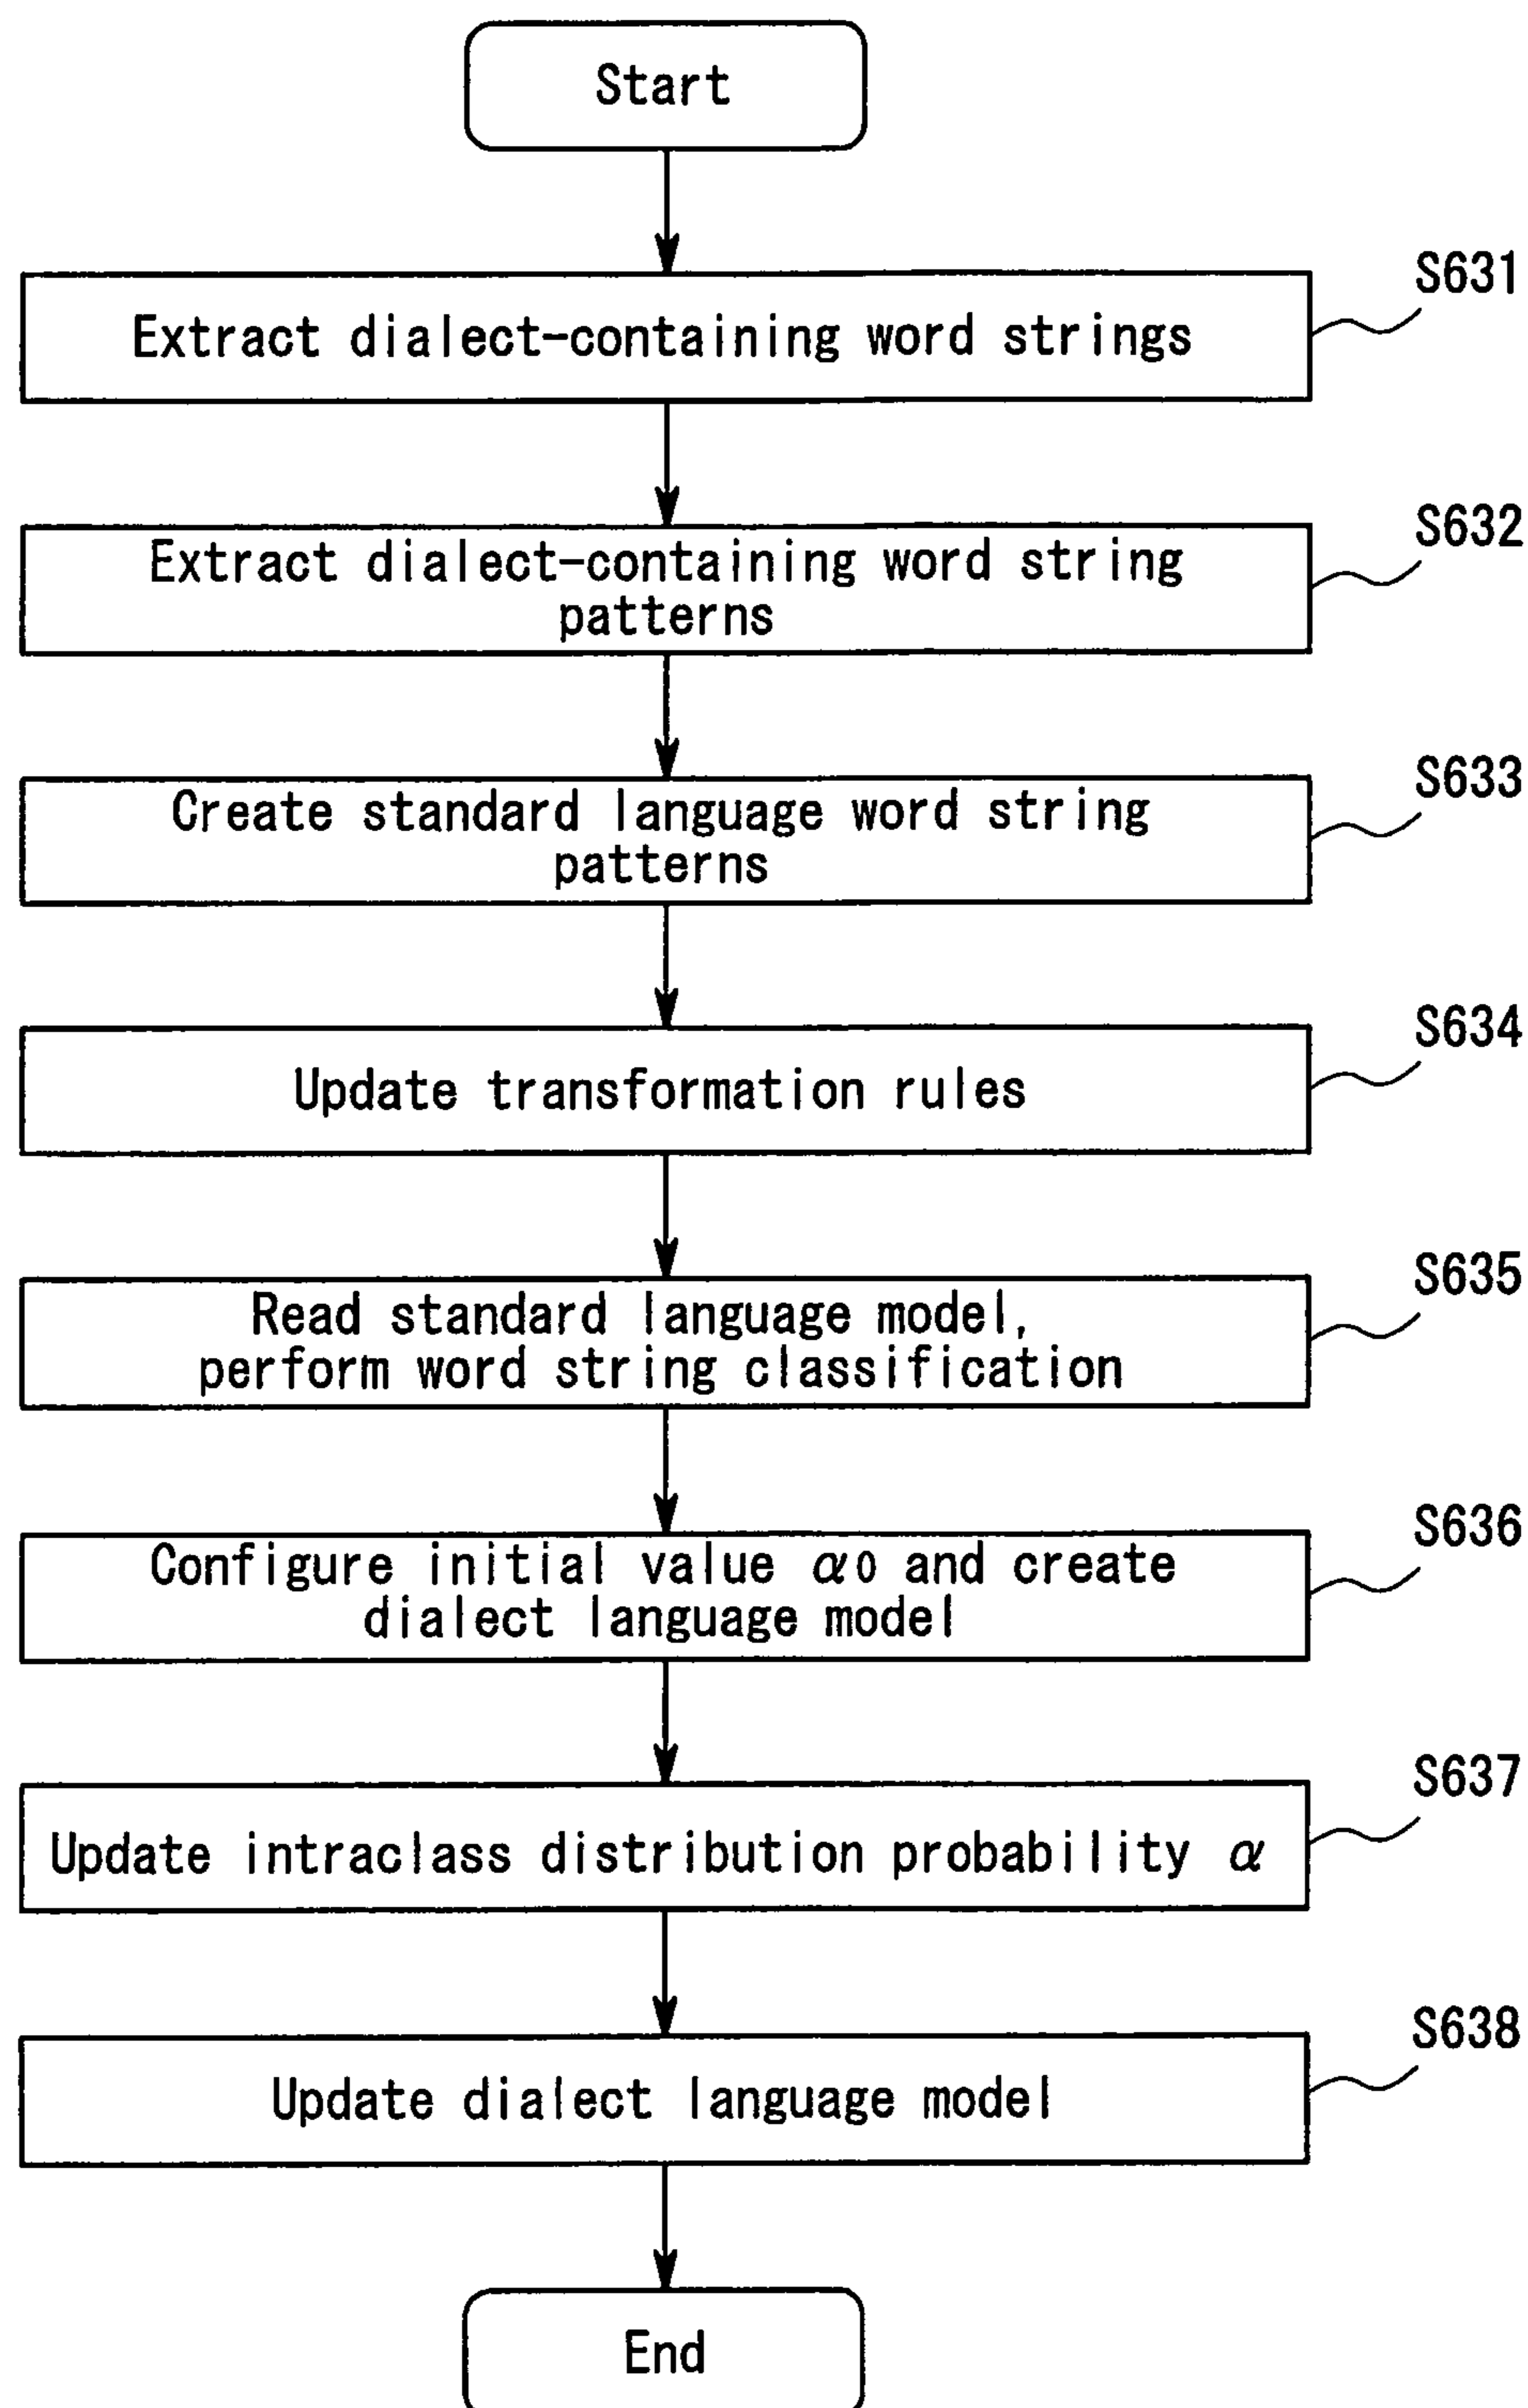 Start
S631
Extract dialect-containing word strings
S632
Extract dialect-containing word string
patterns
S633
Create standard language word string
patterns
S634
Update transformation rules
S635
Read standard language model,
perform word string classification
S636
Configure initial value α0 and create
dialect language model
S637
Update intraclass distribution probability α
S638
Update dialect language model
End